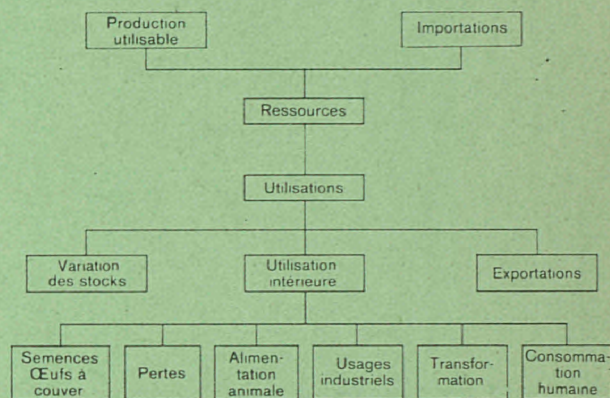 Production
utilisable
Importations
Ressources
Utilisations
Variation
des stocks
Utilisation
intérieure
Exportations
Semences
Œufs à
couver
Pertes
Alimen-
tation
animale
Usages
industriels
Transfor-
mation
Consomma-
tion
humaine